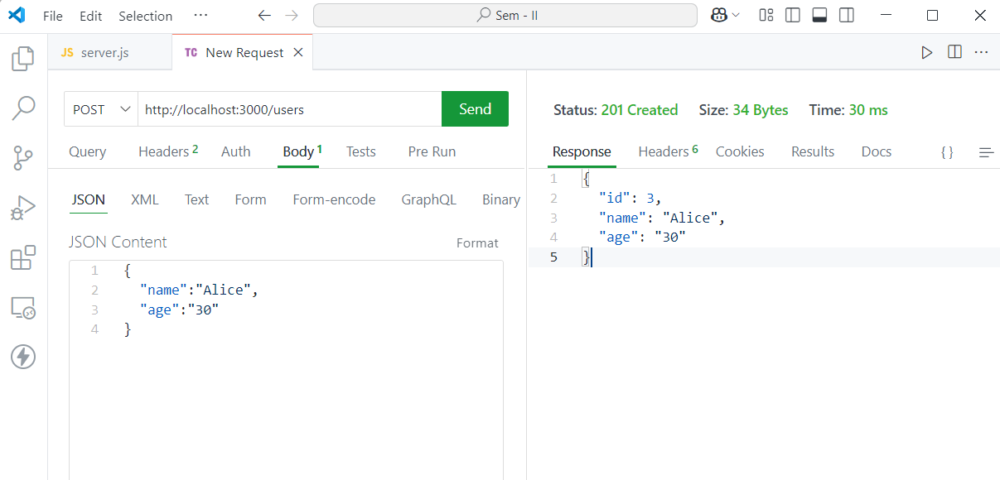 File Edit Selection ··· Sem - II
JS server.js TC New Request
POST http://localhost:3000/users Send
Query Headers 2 Auth Body 1 Tests Pre Run
JSON XML Text Form Form-encode GraphQL Binary
JSON Content Format
1 {
2 "name":"Alice",
3 "age":"30"
4 }
Status: 201 Created Size: 34 Bytes Time: 30 ms
Response Headers 6 Cookies Results Docs { }
1 {
2 "id": 3,
3 "name": "Alice",
4 "age": "30"
5 }